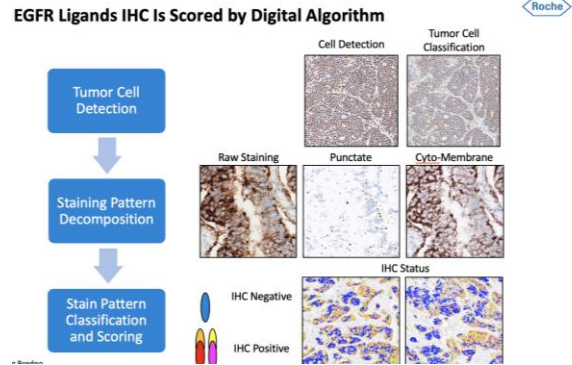 EGFR Ligands IHC Is Scored by Digital Algorithm
Roche
Tumor Cell
Detection
Cell Detection
Tumor Cell
Classification
Staining Pattern
Decomposition
Raw Staining
Punctate
Cyto-Membrane
Stain Pattern
Classification
and Scoring
IHC Status
IHC Negative
IHC Positive